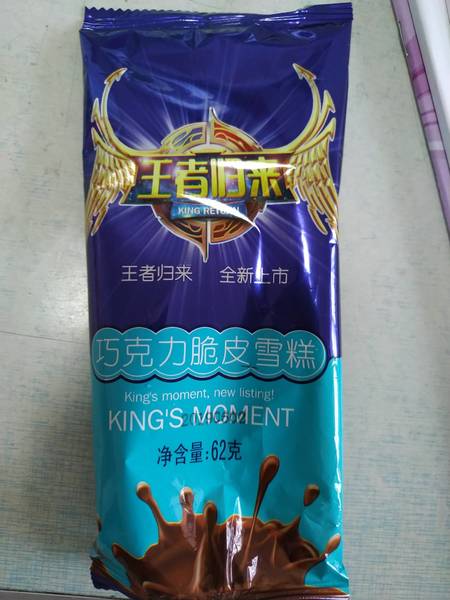 王者归来
KING RETURN
王者归来 全新上市
巧克力脆皮雪糕
King's moment, new listing!
KING'S MOMENT
净含量:62克